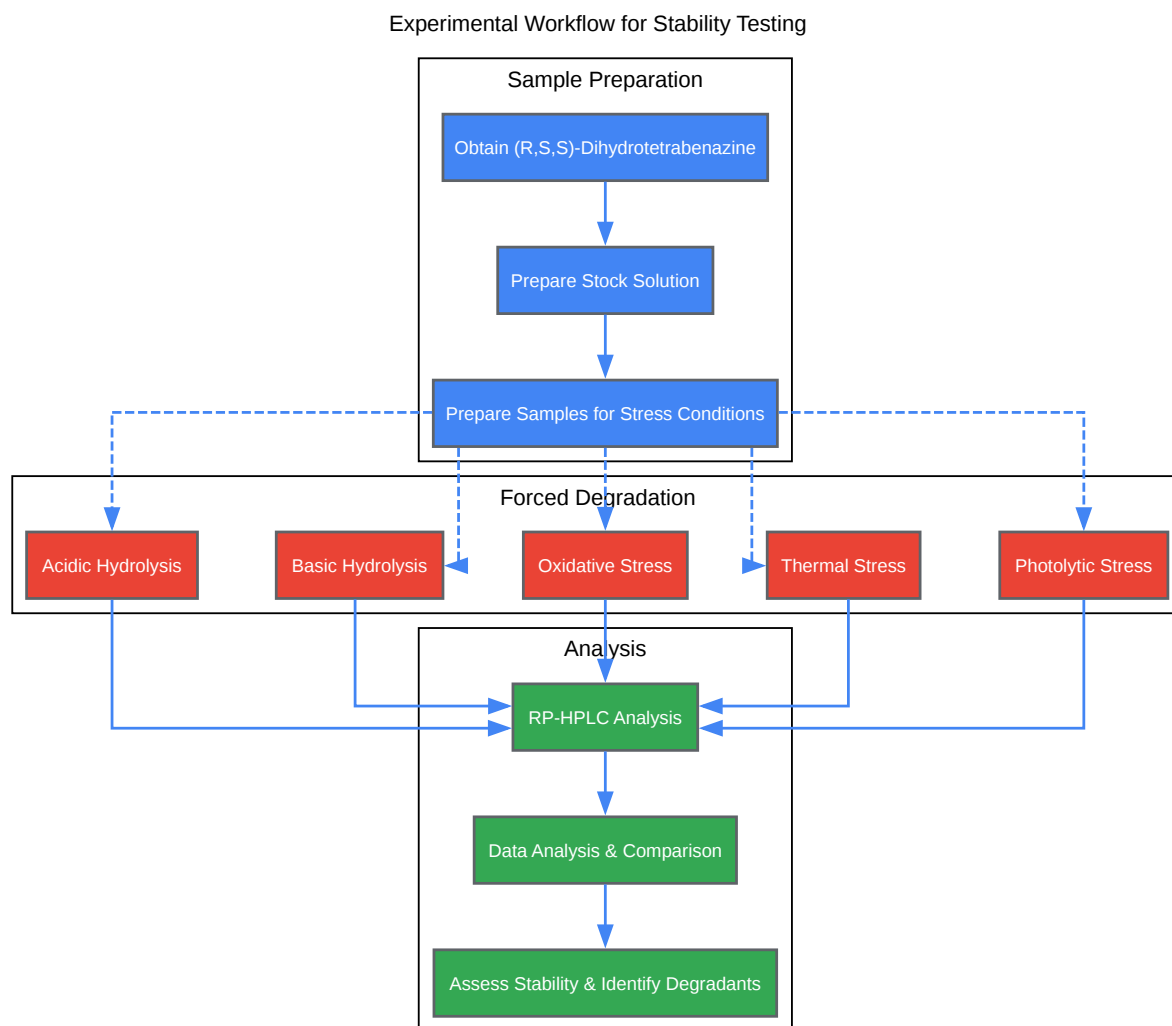 Experimental Workflow for Stability Testing
Sample Preparation
Obtain (R,S,S)-Dihydrotetrabenazine
Prepare Stock Solution
Prepare Samples for Stress Conditions
Forced Degradation
Acidic Hydrolysis
Basic Hydrolysis
Oxidative Stress
Thermal Stress
Photolytic Stress
Analysis
RP-HPLC Analysis
Data Analysis & Comparison
Assess Stability & Identify Degradants